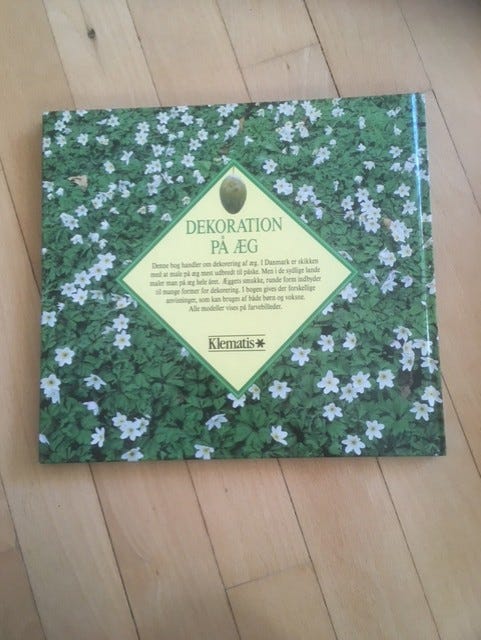 DEKORATION
PÅ ÆG
Denne bog handler om dekorering af æg. I Danmark er skikken
med at male på æg mest udbredt til påske. Men i de sydlige lande
maler man på æg hele året. Æggets smukke, runde form indbyder
til mange former for dekorering. I bogen gives der forskellige
anvisninger, som kan bruges af både børn og voksne.
Alle modeller vises på farvebilleder.
Klematis